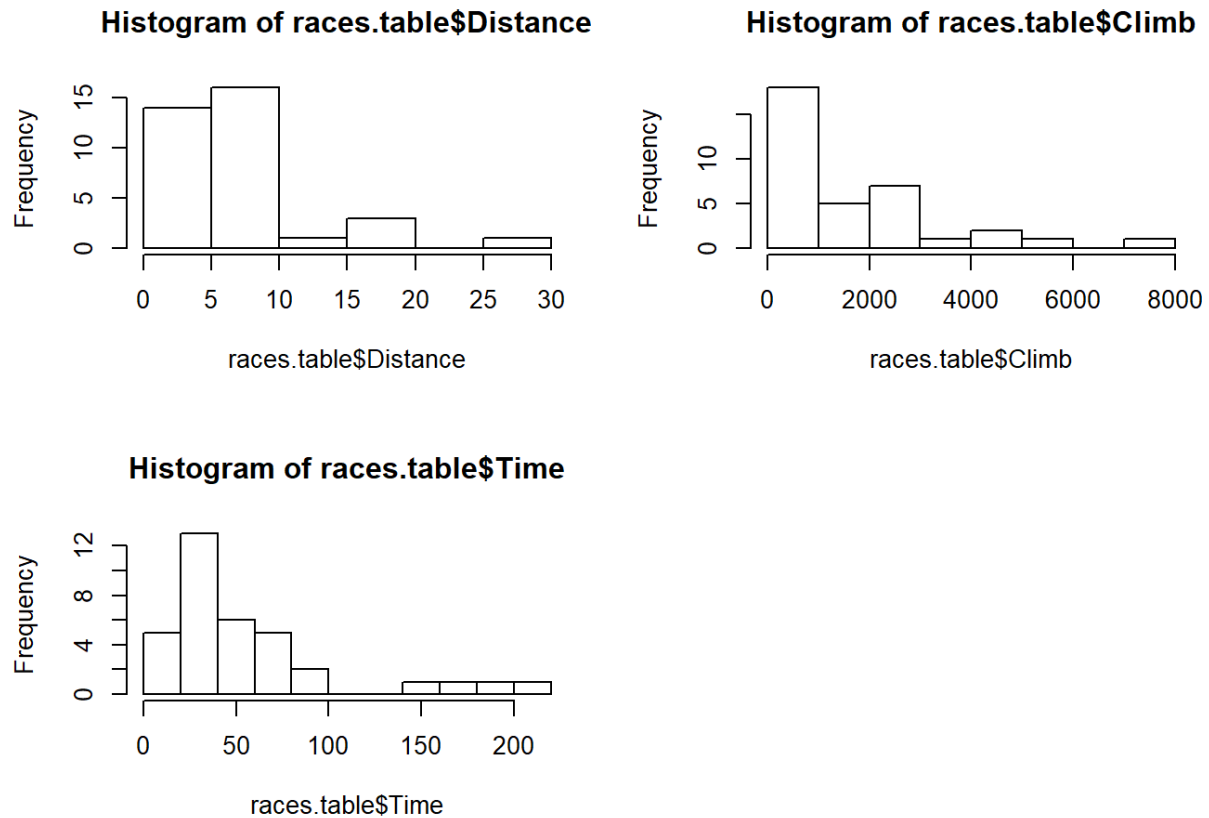 Histogram of races.table$Distance
Frequency
0 5 10 15
0 5 10 15 20 25 30
races.table$Distance
Histogram of races.table$Climb
Frequency
0 5 10
0 2000 4000 6000 8000
races.table$Climb
Histogram of races.table$Time
Frequency
0 4 8 12
0 50 100 150 200
races.table$Time